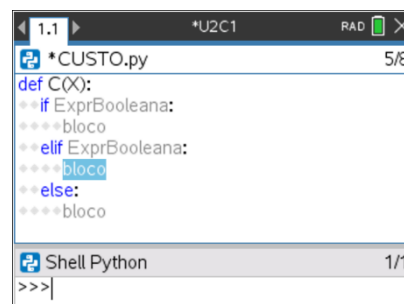 1.1 *U2C1 RAD
*CUSTO.py 5/8
def C(X):
if ExprBooleana:
bloco
elif ExprBooleana:
bloco
else:
bloco
Shell Python 1/1
>>>